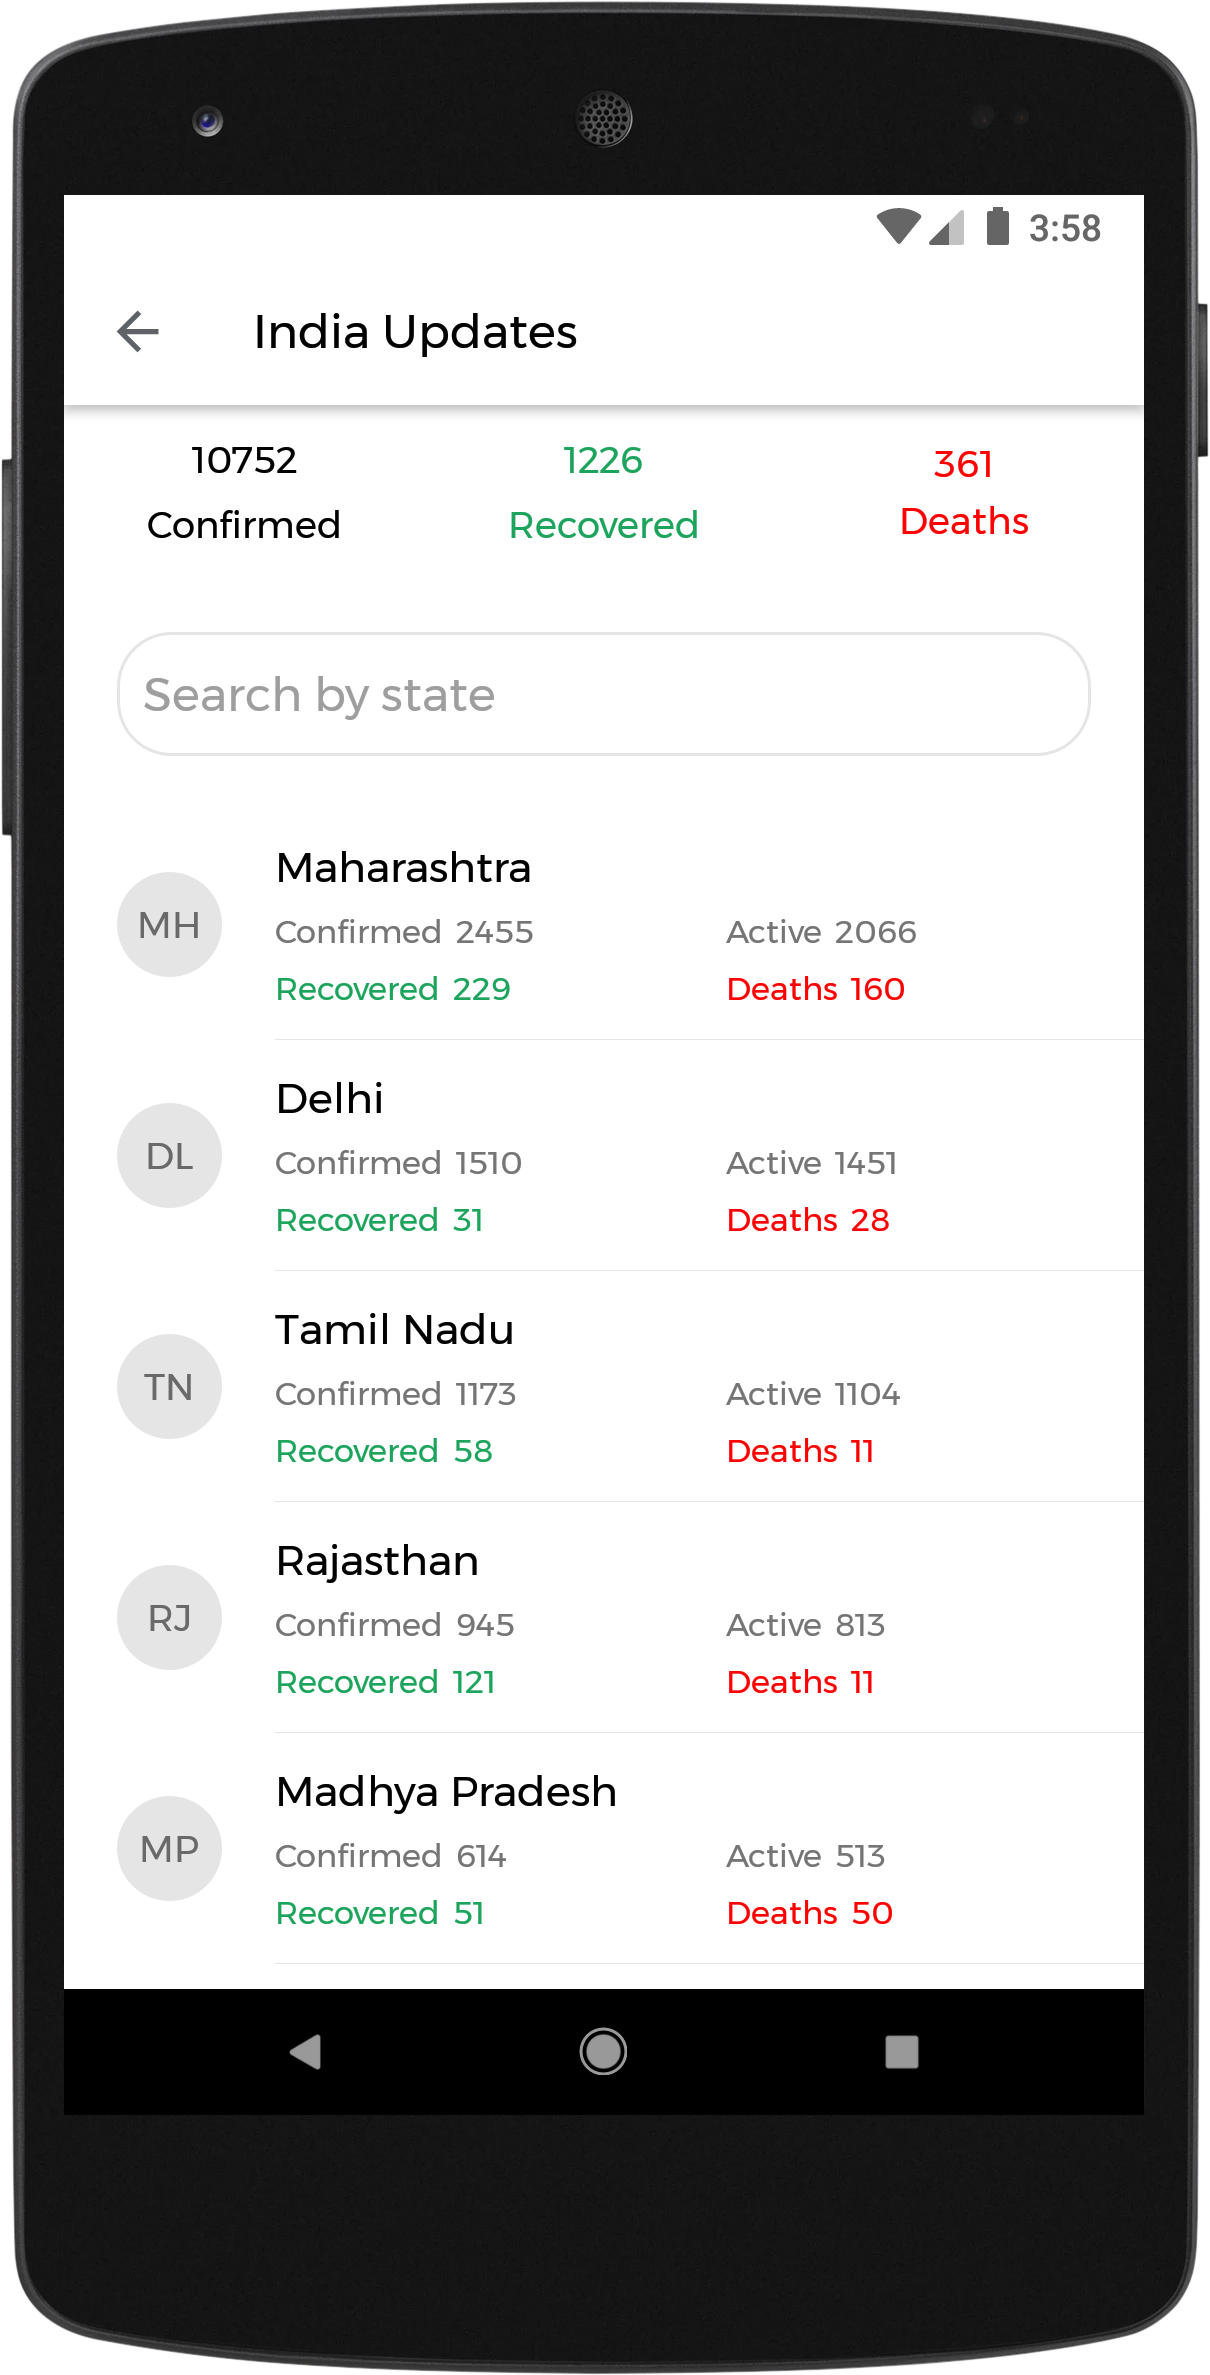 3:58
India Updates
10752 1226 361
Confirmed Recovered Deaths
Search by state
Maharashtra
MH
Confirmed 2455 Active 2066
Recovered 229 Deaths 160
Delhi
DL
Confirmed 1510 Active 1451
Recovered 31 Deaths 28
Tamil Nadu
TN
Confirmed 1173 Active 1104
Recovered 58 Deaths 11
Rajasthan
RJ
Confirmed 945 Active 813
Recovered 121 Deaths 11
Madhya Pradesh
MP
Confirmed 614 Active 513
Recovered 51 Deaths 50